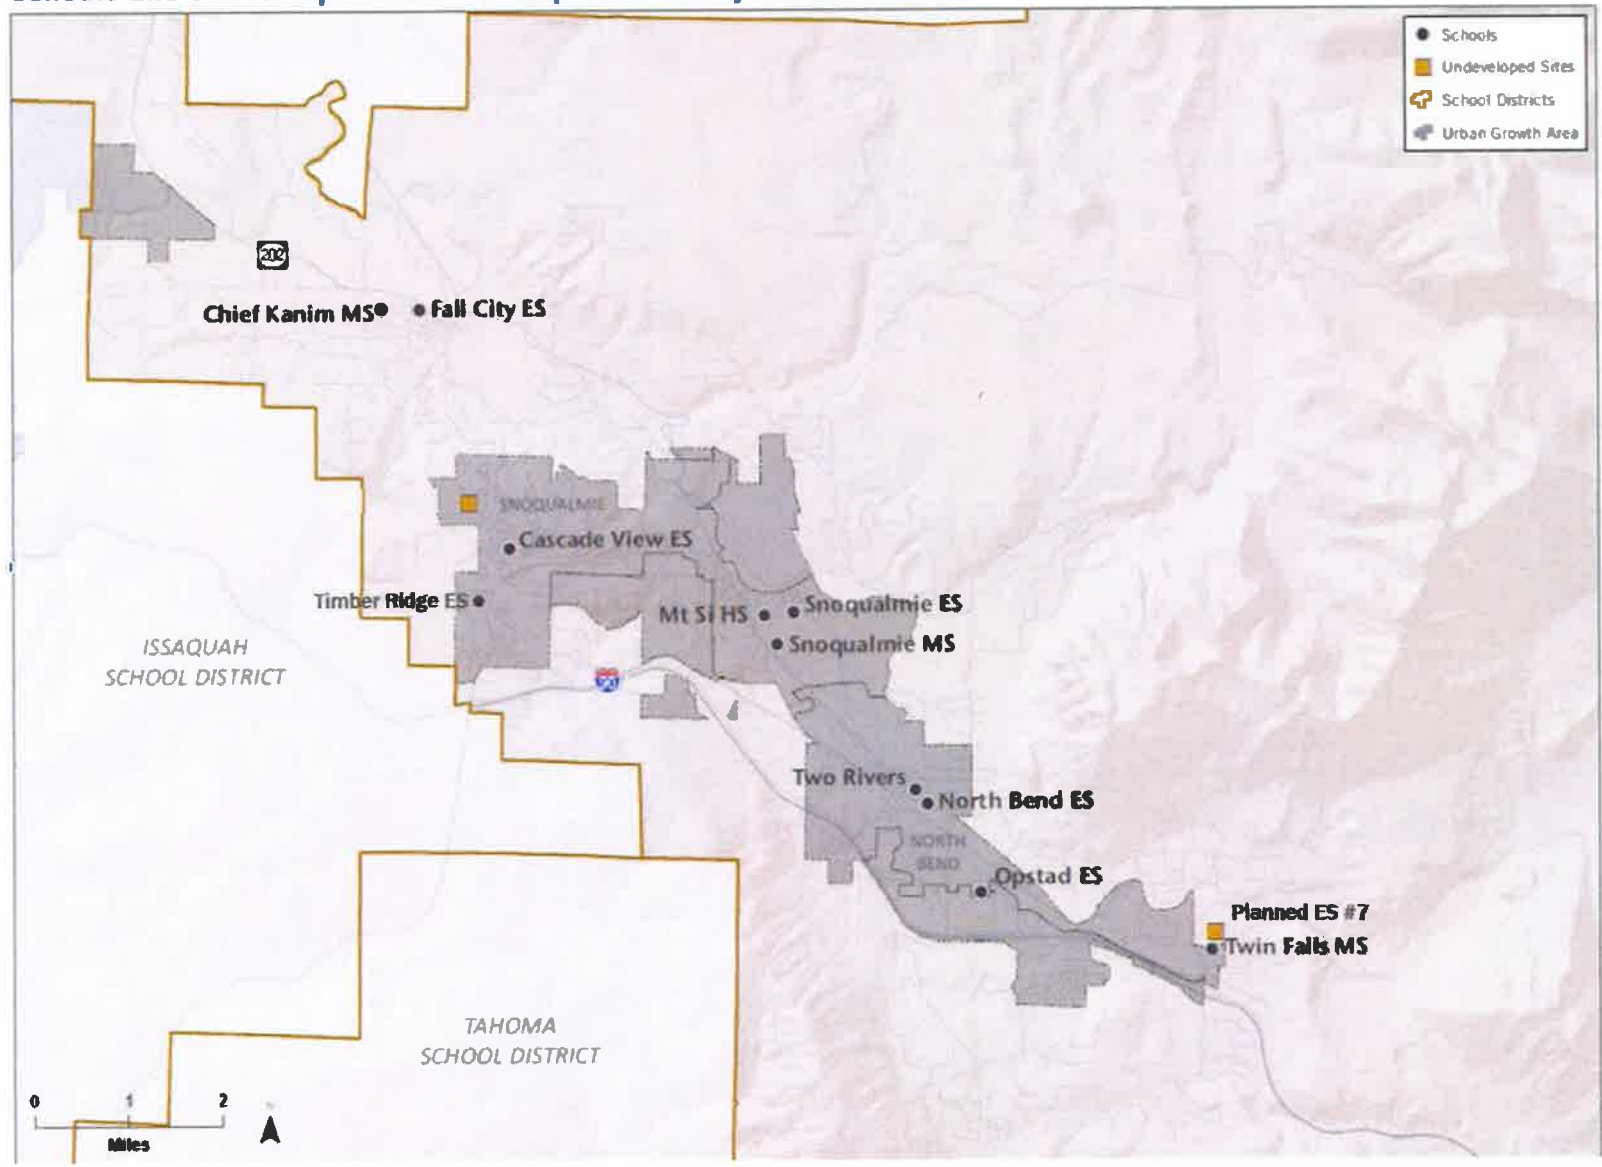 Schools
Undeveloped Sites
School Districts
Urban Growth Area
202
Chief Kanim MS
Fall City ES
SNOQUALMIE
Cascade View ES
Timber Ridge ES
Mt Si HS
Snoqualmie ES
Snoqualmie MS
ISSAQUAH
SCHOOL DISTRICT
90
Two Rivers
North Bend ES
NORTH
BEND
Opstad ES
Planned ES #7
Twin Falls MS
TAHOMA
SCHOOL DISTRICT
0 1 2
Miles